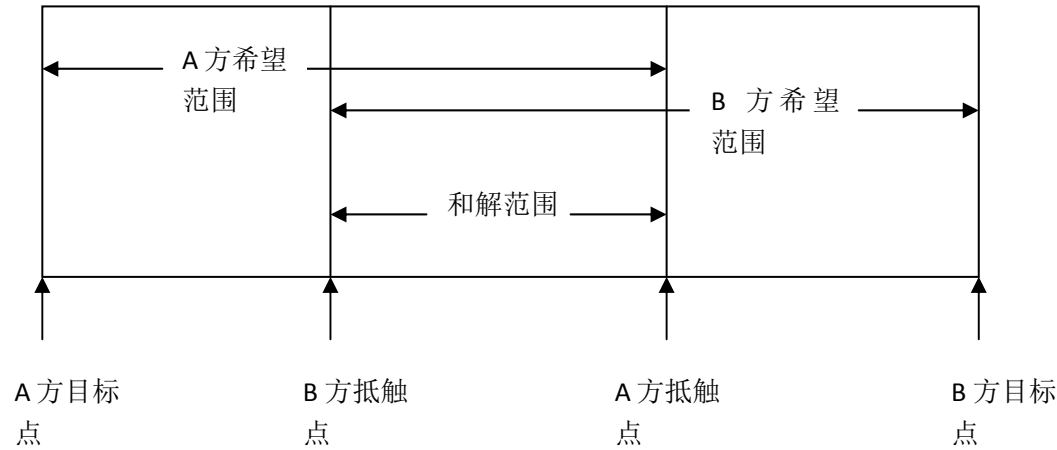 A 方希望
范围
B 方希望
范围
和解范围
A 方目标
点
B 方抵触
点
A 方抵触
点
B 方目标
点